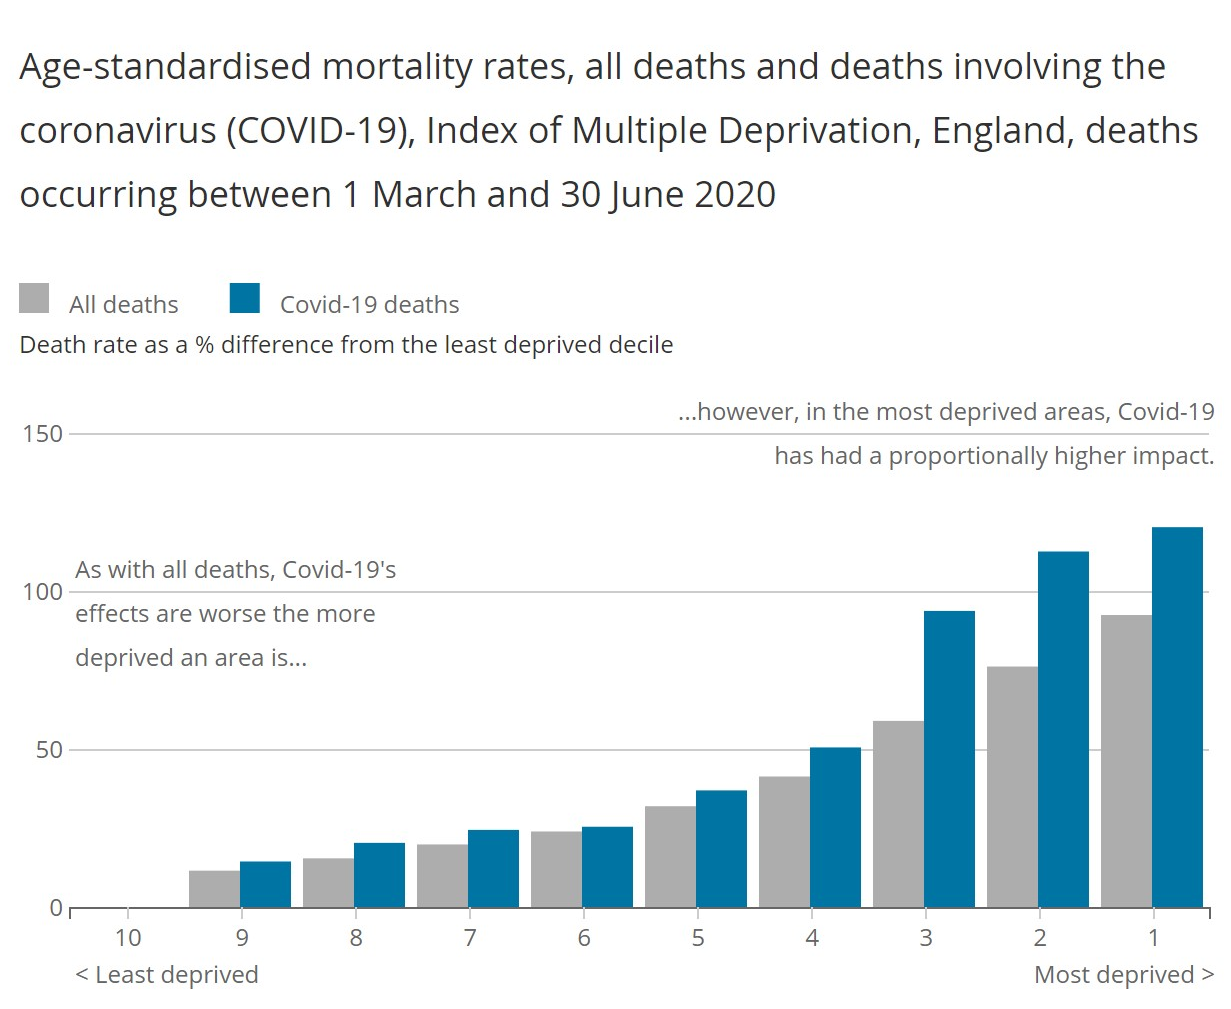 Age-standardised mortality rates, all deaths and deaths involving the
coronavirus (COVID-19), Index of Multiple Deprivation, England, deaths
occurring between 1 March and 30 June 2020
All deaths Covid-19 deaths
Death rate as a % difference from the least deprived decile
...however, in the most deprived areas, Covid-19
150
has had a proportionally higher impact.
As with all deaths, Covid-19's
100
effects are worse the more
deprived an area is...
50
0
10 9 8 7 6 5 4 3 2 1
< Least deprived Most deprived >